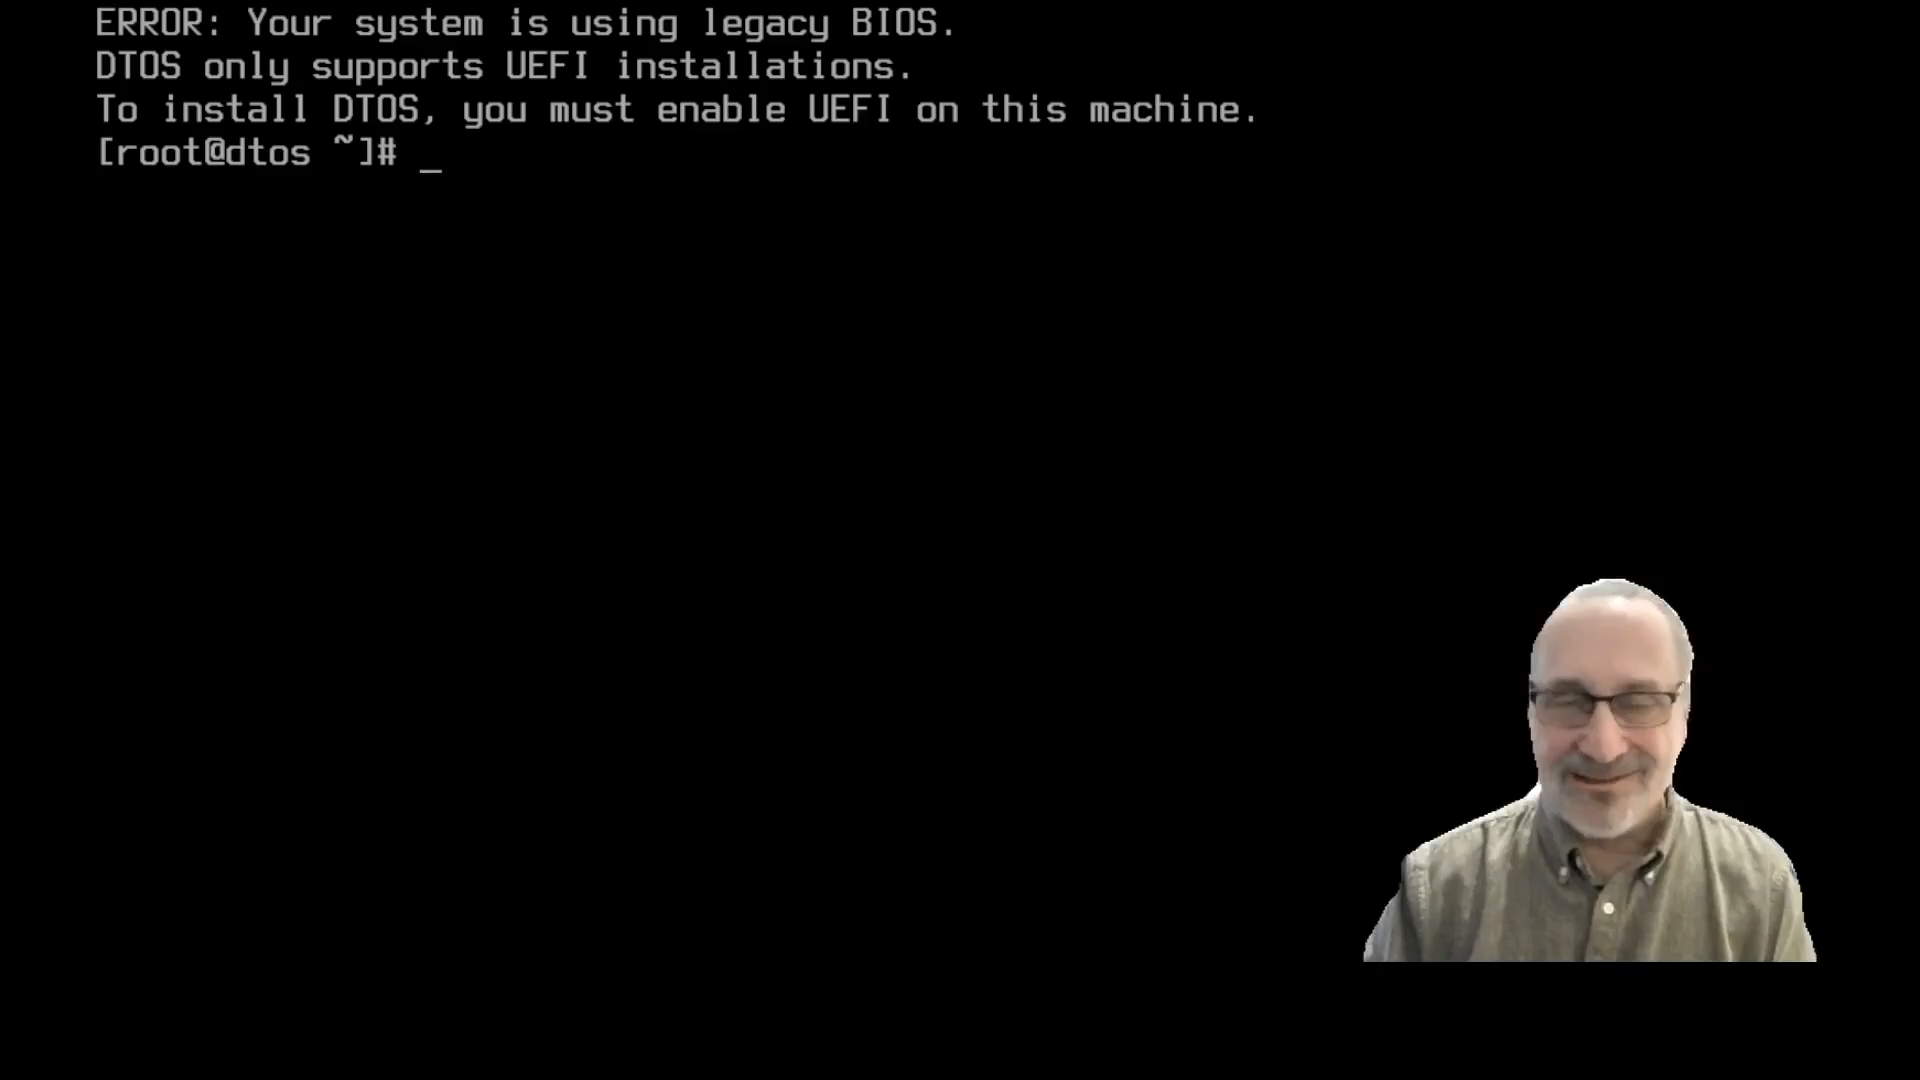 ERROR: Your system is using legacy BIOS.
DTOS only supports UEFI installations.
To install DTOS, you must enable UEFI on this machine.
[root@dtos ~]# _